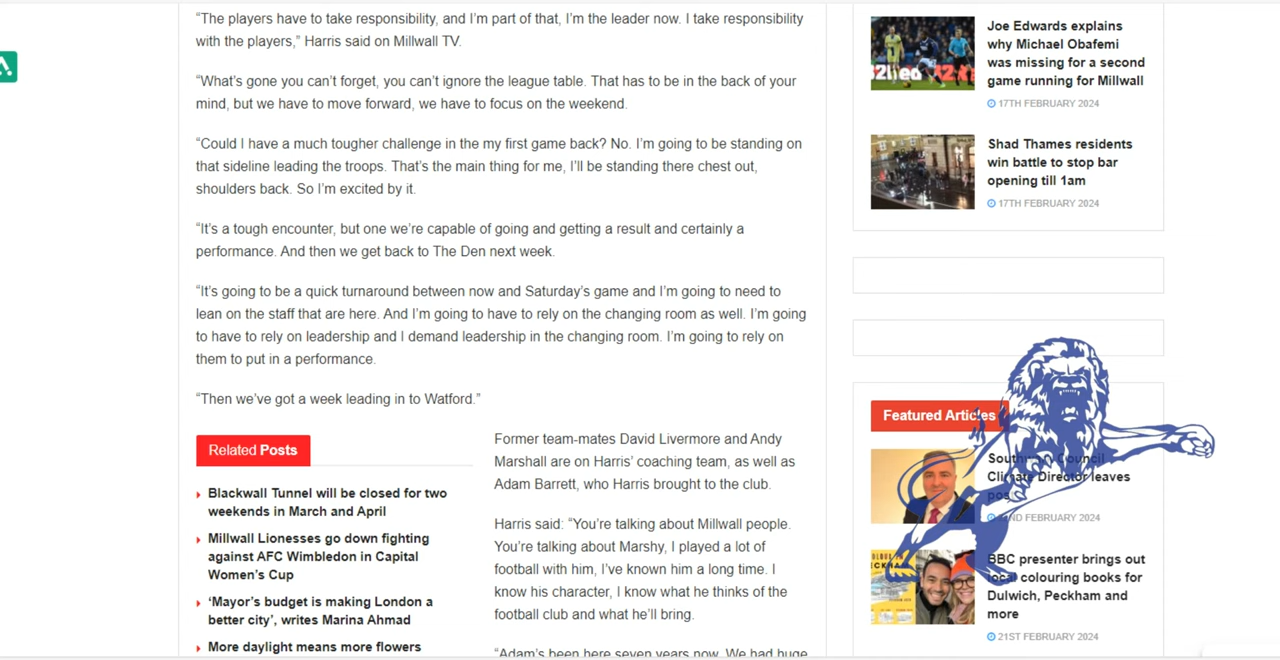 “The players have to take responsibility, and I’m part of that, I’m the leader now. I take responsibility
with the players,” Harris said on Millwall TV.
“What’s gone you can’t forget, you can’t ignore the league table. That has to be in the back of your
mind, but we have to move forward, we have to focus on the weekend.
“Could I have a much tougher challenge in the my first game back? No. I’m going to be standing on
that sideline leading the troops. That’s the main thing for me, I’ll be standing there chest out,
shoulders back. So I’m excited by it.
“It’s a tough encounter, but one we’re capable of going and getting a result and certainly a
performance. And then we get back to The Den next week.
“It’s going to be a quick turnaround between now and Saturday’s game and I’m going to need to
lean on the staff that are here. And I’m going to have to rely on the changing room as well. I’m going
to have to rely on leadership and I demand leadership in the changing room. I’m going to rely on
them to put in a performance.
“Then we’ve got a week leading in to Watford.”
Related Posts
Blackwall Tunnel will be closed for two
weekends in March and April
Millwall Lionesses go down fighting
against AFC Wimbledon in Capital
Women’s Cup
‘Mayor’s budget is making London a
better city’, writes Marina Ahmad
More daylight means more flowers
Former team-mates David Livermore and Andy
Marshall are on Harris’ coaching team, as well as
Adam Barrett, who Harris brought to the club.
Harris said: “You’re talking about Millwall people.
You’re talking about Marshy, I played a lot of
football with him, I’ve known him a long time. I
know his character, I know what he thinks of the
football club and what he’ll bring.
“Adam’s been here seven years now. We had huge
Joe Edwards explains
why Michael Obafemi
was missing for a second
game running for Millwall
17TH FEBRUARY 2024
Shad Thames residents
win battle to stop bar
opening till 1am
17TH FEBRUARY 2024
Featured Articles
Southwark Council
Climate Director leaves
post
22ND FEBRUARY 2024
BBC presenter brings out
local colouring books for
Dulwich, Peckham and
more
21ST FEBRUARY 2024